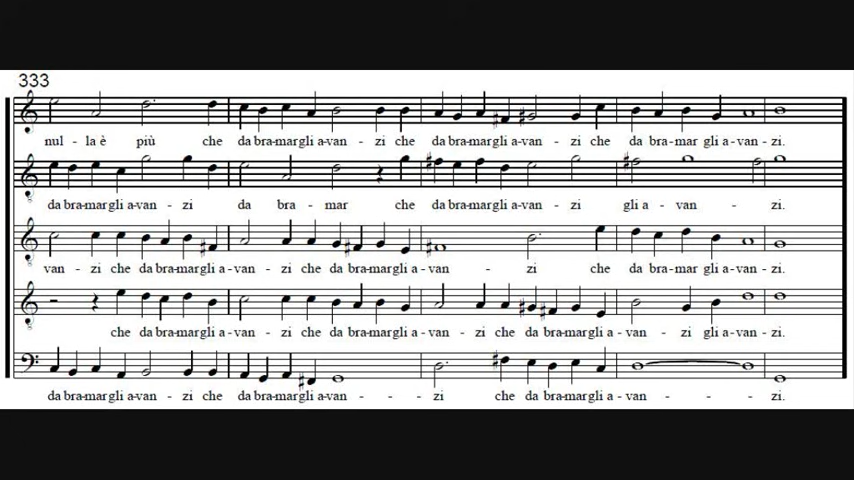 333
nul-la è più che da bra-mar gli a-van-zi che da bra-mar gli a-van-zi che da bra-mar gli a-van-zi.
da bra-mar gli a-van-zi da bra-mar che da bra-mar gli a-van-zi gli a-van-zi.
van-zi che da bra-mar gli a-van-zi che da bra-mar gli a-van-zi che da bra-mar gli a-van-zi.
che da bra-mar gli a-van-zi che da bra-mar gli a-van-zi che da bra-mar gli a-van-zi gli a-van-zi.
da bra-mar gli a-van-zi che da bra-mar gli a-van-zi che da bra-mar gli a-van-zi.